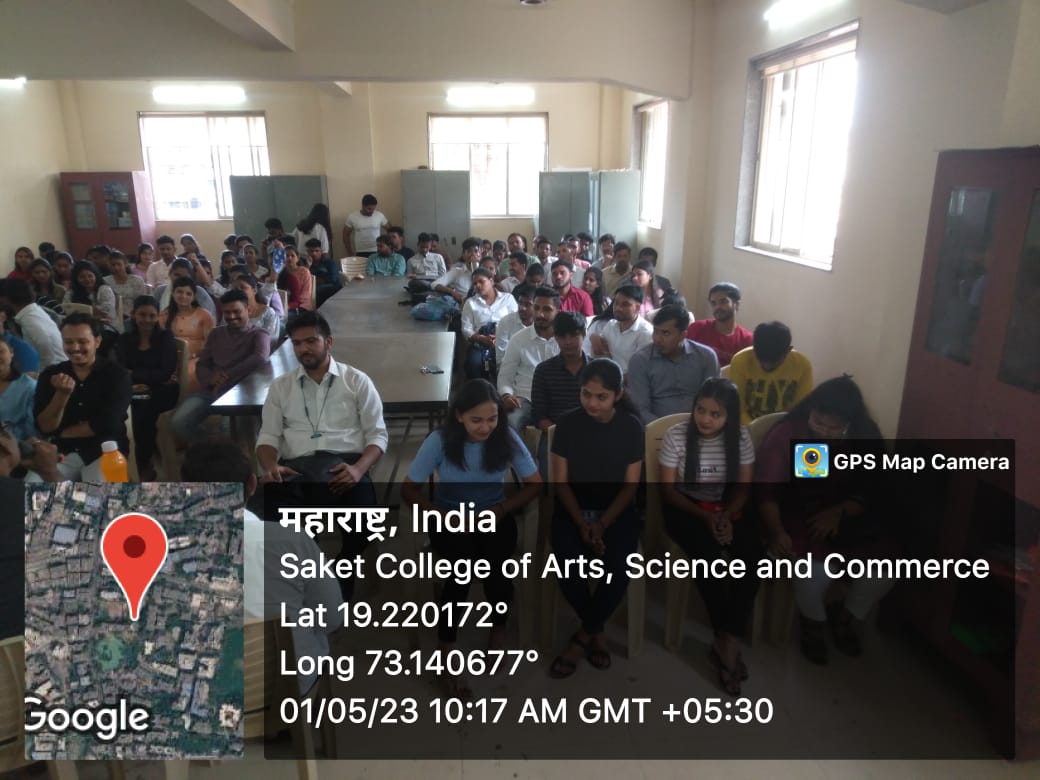 GPS Map Camera
महाराष्ट्र, India
Saket College of Arts, Science and Commerce
Lat 19.220172°
Long 73.140677°
01/05/23 10:17 AM GMT +05:30
Google